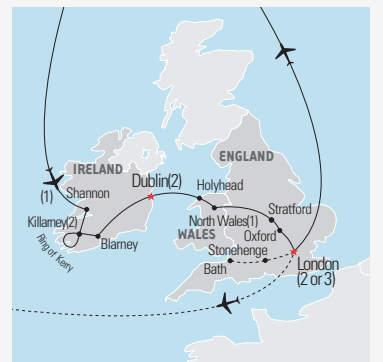 ENGLAND
IRELAND
Dublin(2)
Holyhead
(1)
Shannon
North Wales(1)
Stratford
Killarney(2)
WALES
Oxford
Ring of Kerry
Blarney
Stonehenge
Bath
London
(2 or 3)